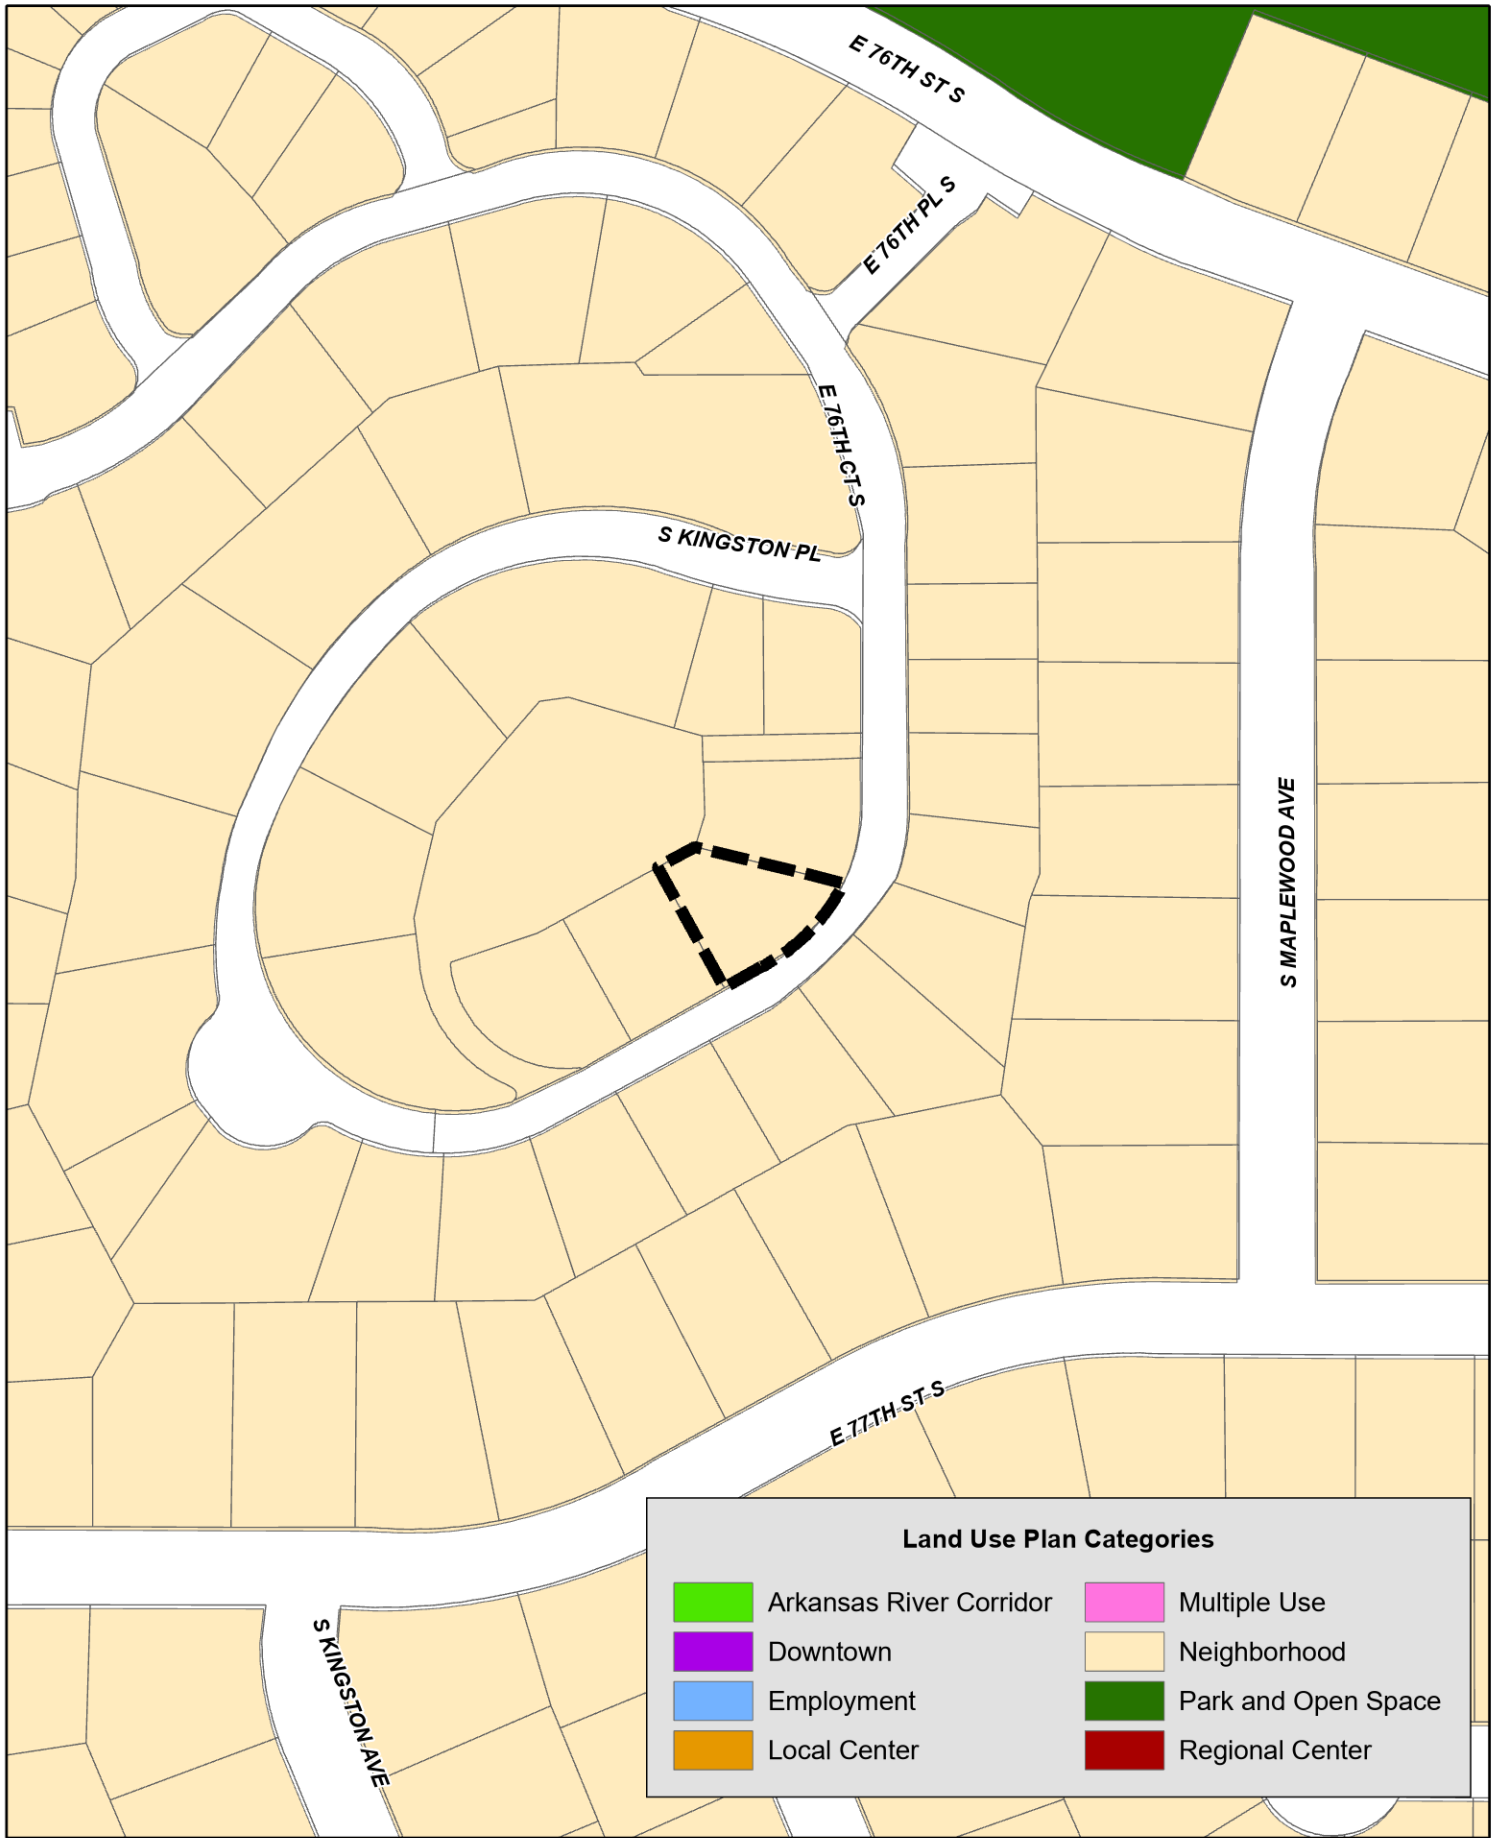 E 76TH ST S
E 76TH PL S
E 76TH CT S
S KINGSTON PL
S MAPLEWOOD AVE
E 77TH ST S
S KINGSTON AVE
Land Use Plan Categories
Arkansas River Corridor
Downtown
Employment
Local Center
Multiple Use
Neighborhood
Park and Open Space
Regional Center